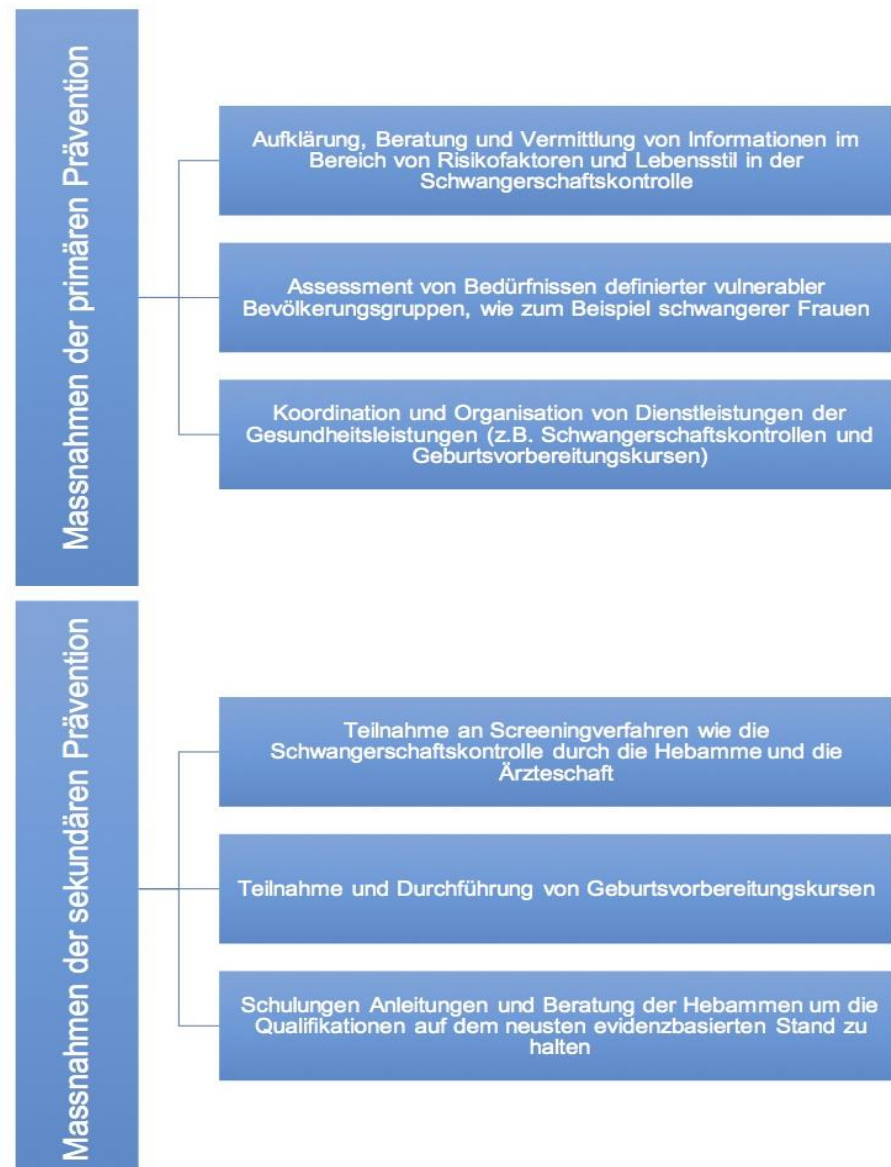 Massnahmen der primären Prävention
Aufklärung, Beratung und Vermittlung von Informationen im
Bereich von Risikofaktoren und Lebensstil in der
Schwangerschaftskontrolle
Assessment von Bedürfnissen definierter vulnerabler
Bevölkerungsgruppen, wie zum Beispiel schwangerer Frauen
Koordination und Organisation von Dienstleistungen der
Gesundheitsleistungen (z.B. Schwangerschaftskontrollen und
Geburtsvorbereitungskursen)
Massnahmen der sekundären Prävention
Teilnahme an Screeningverfahren wie die
Schwangerschaftskontrolle durch die Hebamme und die
Ärzteschaft
Teilnahme und Durchführung von Geburtsvorbereitungskursen
Schulungen Anleitungen und Beratung der Hebammen um die
Qualifikationen auf dem neusten evidenzbasierten Stand zu
halten